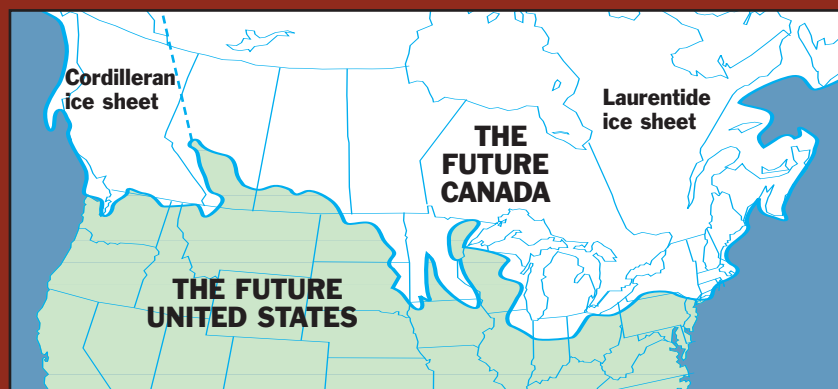 Cordilleran
ice sheet
Laurentide
ice sheet
THE
FUTURE
CANADA
THE FUTURE
UNITED STATES